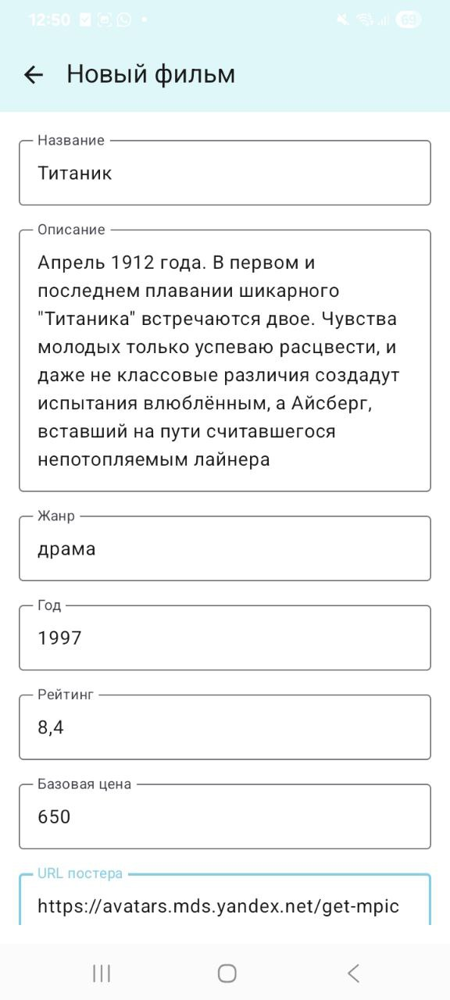 12:50
69
Новый фильм
Название
Титаник
Описание
Апрель 1912 года. В первом и
последнем плавании шикарного
"Титаника" встречаются двое. Чувства
молодых только успеваю расцвести, и
даже не классовые различия создадут
испытания влюблённым, а Айсберг,
вставший на пути считавшегося
непотопляемым лайнера
Жанр
драма
Год
1997
Рейтинг
8,4
Базовая цена
650
URL постера
https://avatars.mds.yandex.net/get-mpic